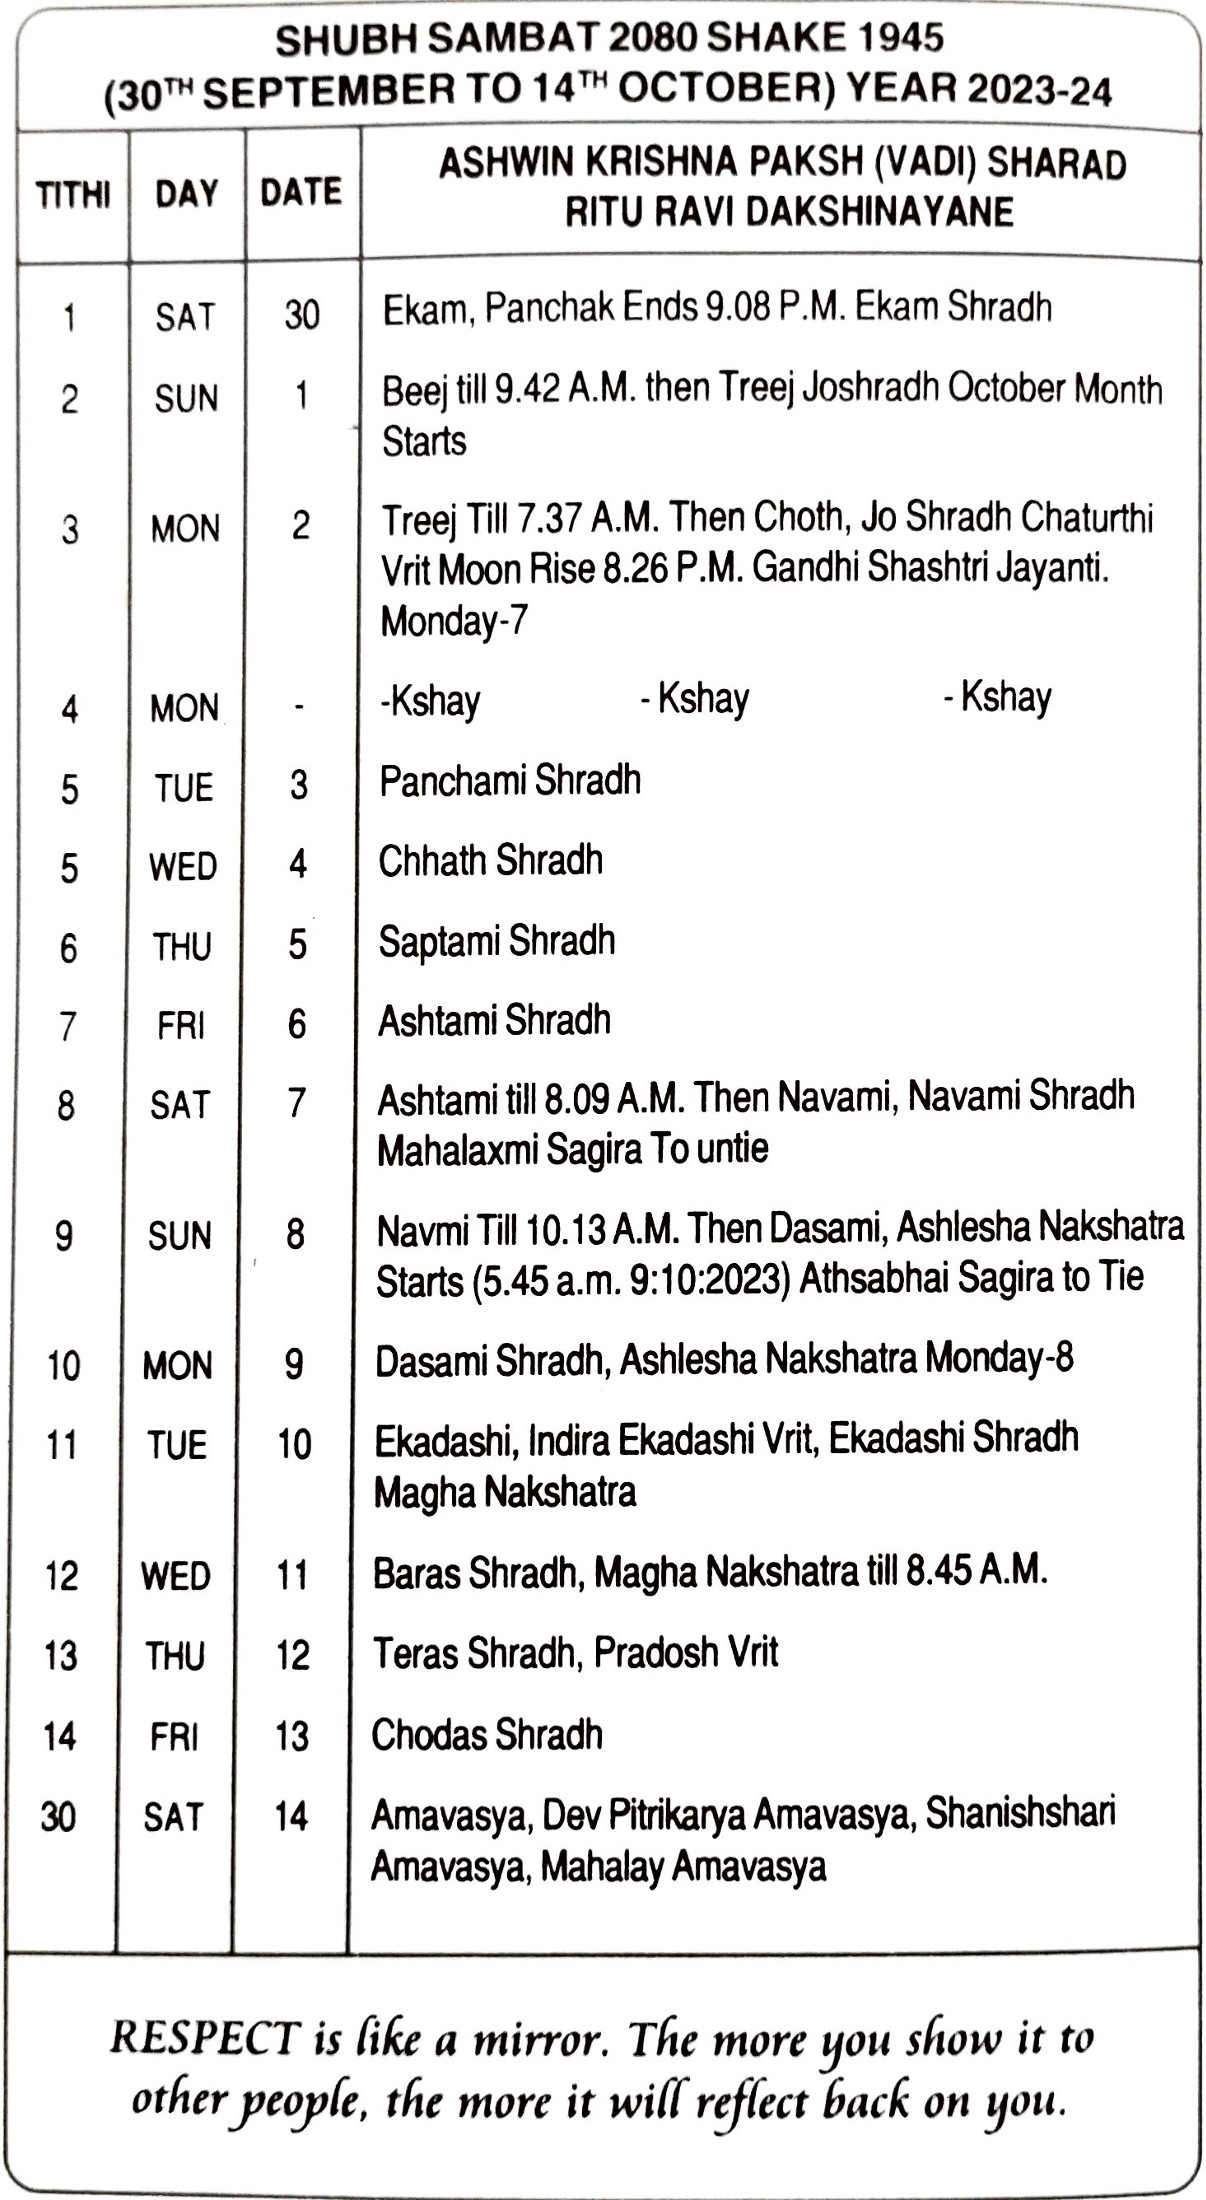 SHUBH SAMBAT 2080 SHAKE 1945
(30TH SEPTEMBER TO 14TH OCTOBER) YEAR 2023-24
TITHI DAY DATE ASHWIN KRISHNA PAKSH (VADI) SHARAD
RITU RAVI DAKSHINAYANE
1 SAT 30 Ekam, Panchak Ends 9.08 P.M. Ekam Shradh
2 SUN 1 Beej till 9.42 A.M. then Treej Joshradh October Month
Starts
3 MON 2 Treej Till 7.37 A.M. Then Choth, Jo Shradh Chaturthi
Vrit Moon Rise 8.26 P.M. Gandhi Shashtri Jayanti.
Monday-7
4 MON - -Kshay - Kshay - Kshay
5 TUE 3 Panchami Shradh
5 WED 4 Chhath Shradh
6 THU 5 Saptami Shradh
7 FRI 6 Ashtami Shradh
8 SAT 7 Ashtami till 8.09 A.M. Then Navami, Navami Shradh
Mahalaxmi Sagira To untie
9 SUN 8 Navmi Till 10.13 A.M. Then Dasami, Ashlesha Nakshatra
Starts (5.45 a.m. 9:10:2023) Athsabhai Sagira to Tie
10 MON 9 Dasami Shradh, Ashlesha Nakshatra Monday-8
11 TUE 10 Ekadashi, Indira Ekadashi Vrit, Ekadashi Shradh
Magha Nakshatra
12 WED 11 Baras Shradh, Magha Nakshatra till 8.45 A.M.
13 THU 12 Teras Shradh, Pradosh Vrit
14 FRI 13 Chodas Shradh
30 SAT 14 Amavasya, Dev Pitrikarya Amavasya, Shanishshari
Amavasya, Mahalay Amavasya
RESPECT is like a mirror. The more you show it to
other people, the more it will reflect back on you.